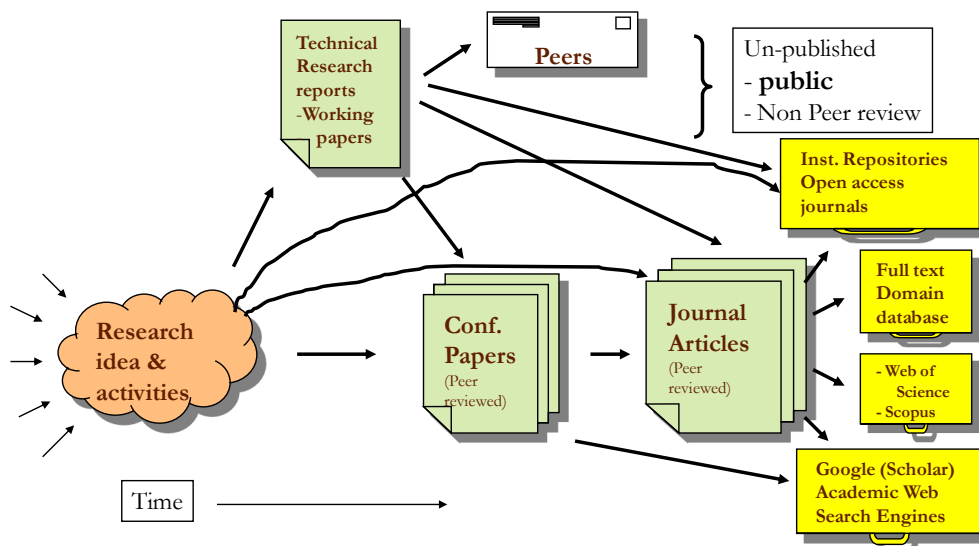 Technical
Research
reports
-Working
papers
Peers
Un-published
- public
- Non Peer review
Inst. Repositories
Open access
journals
Research
idea &
activities
Conf.
Papers
(Peer
reviewed)
Journal
Articles
(Peer
reviewed)
Full text
Domain
database
- Web of
Science
- Scopus
Google (Scholar)
Academic Web
Search Engines
Time